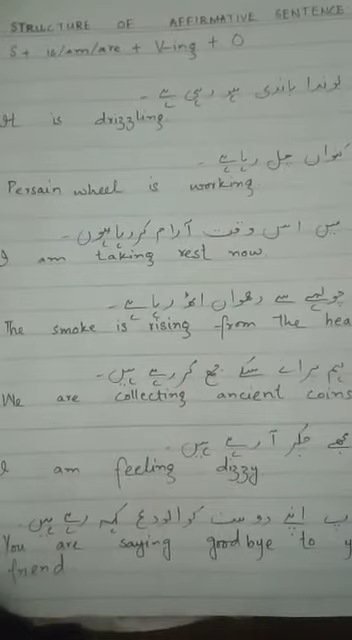 STRUCTURE OF AFFIRMATIVE SENTENCE
S + is/am/are + V-ing + O
بوندا باندی ہو رہی ہے -
It is drizzling.
کنواں چل رہا ہے -
Persain wheel is working.
میں اس وقت آرام کر رہا ہوں -
I am taking rest now.
چولہے سے دھواں اٹھ رہا ہے -
The smoke is rising from the hea
ہم پرانے سکے جمع کر رہے ہیں -
We are collecting ancient coins
مجھے چکر آ رہے ہیں -
I am feeling dizzy
پ اپنے دوست کو الودع کہہ رہے ہیں -
You are saying goodbye to y
friend.